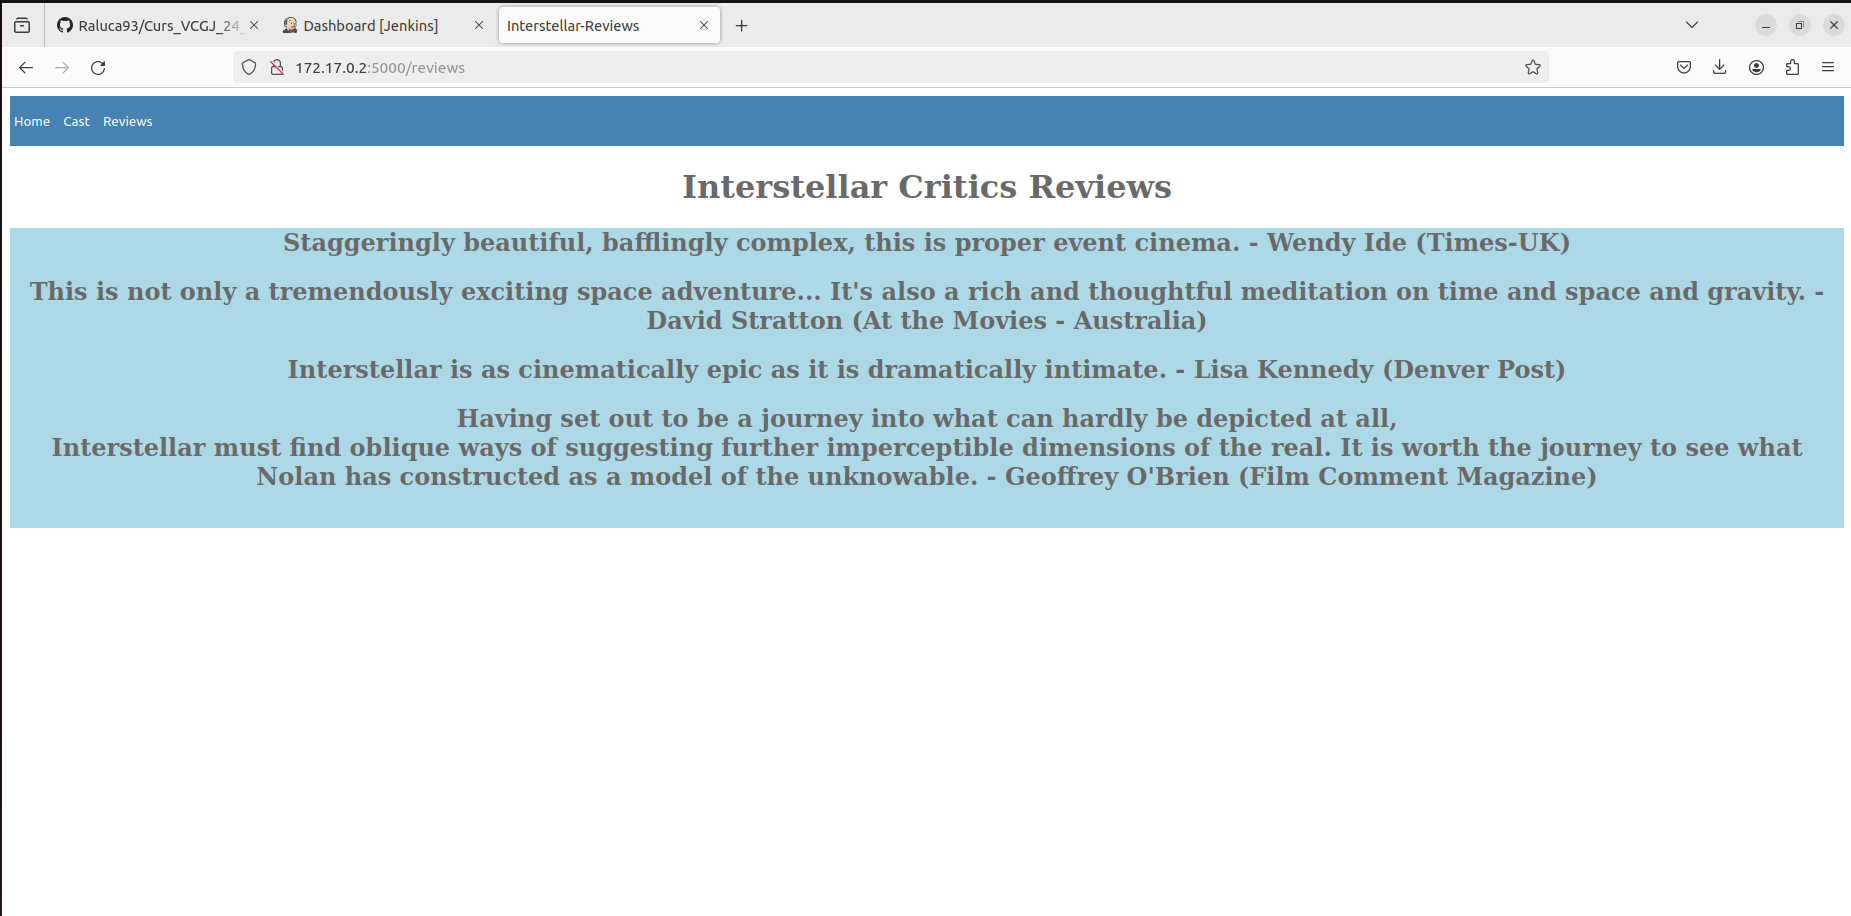 Raluca93/Curs_VCGJ_24_
Dashboard [Jenkins]
Interstellar-Reviews
172.17.0.2:5000/reviews
Home Cast Reviews
Interstellar Critics Reviews
Staggeringly beautiful, bafflingly complex, this is proper event cinema. - Wendy Ide (Times-UK)
This is not only a tremendously exciting space adventure... It's also a rich and thoughtful meditation on time and space and gravity. -
David Stratton (At the Movies - Australia)
Interstellar is as cinematically epic as it is dramatically intimate. - Lisa Kennedy (Denver Post)
Having set out to be a journey into what can hardly be depicted at all,
Interstellar must find oblique ways of suggesting further imperceptible dimensions of the real. It is worth the journey to see what
Nolan has constructed as a model of the unknowable. - Geoffrey O'Brien (Film Comment Magazine)